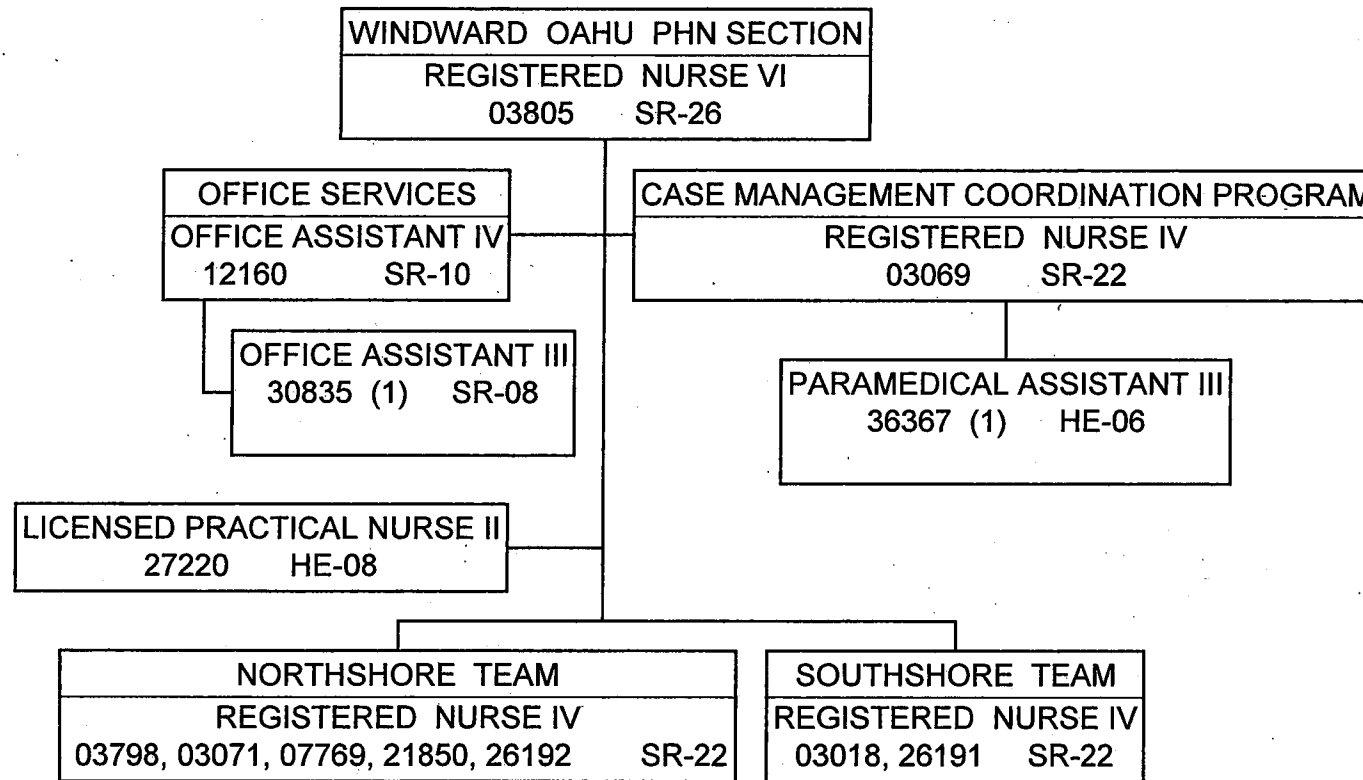 WINDWARD OAHU PHN SECTION
REGISTERED NURSE VI
03805 SR-26
OFFICE SERVICES
OFFICE ASSISTANT IV
12160 SR-10
CASE MANAGEMENT COORDINATION PROGRAM
REGISTERED NURSE IV
03069 SR-22
OFFICE ASSISTANT III
30835 (1) SR-08
PARAMEDICAL ASSISTANT III
36367 (1) HE-06
LICENSED PRACTICAL NURSE II
27220 HE-08
NORTHSHORE TEAM
REGISTERED NURSE IV
03798, 03071, 07769, 21850, 26192 SR-22
SOUTHSHORE TEAM
REGISTERED NURSE IV
03018, 26191 SR-22